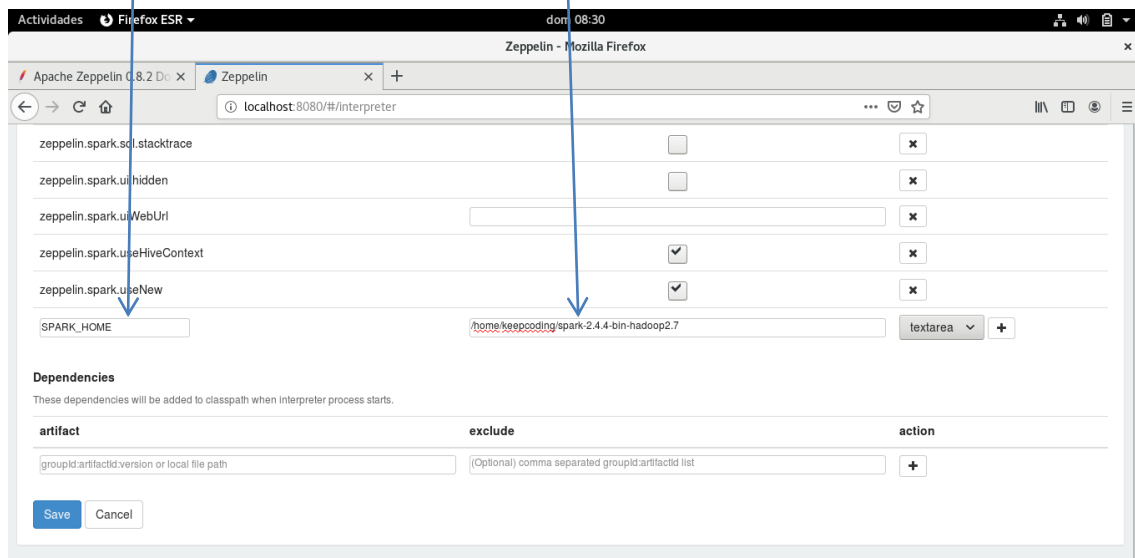 Actividades Firefox ESR dom 08:30
Zeppelin - Mozilla Firefox
Apache Zeppelin 0.8.2 Do Zeppelin
localhost:8080/#/interpreter
zeppelin.spark.sql.stacktrace
zeppelin.spark.ui.hidden
zeppelin.spark.uiWebUrl
zeppelin.spark.useHiveContext
zeppelin.spark.useNew
SPARK_HOME /home/keepcoding/spark-2.4.4-bin-hadoop2.7 textarea
Dependencies
These dependencies will be added to classpath when interpreter process starts.
artifact exclude action
groupId:artifactId:version or local file path (Optional) comma separated groupId:artifactId list
Save Cancel